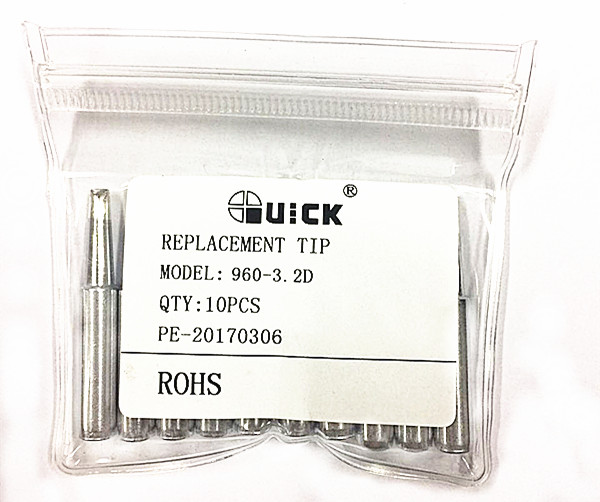 QUICK®
REPLACEMENT TIP
MODEL: 960-3.2D
QTY:10PCS
PE-20170306
ROHS